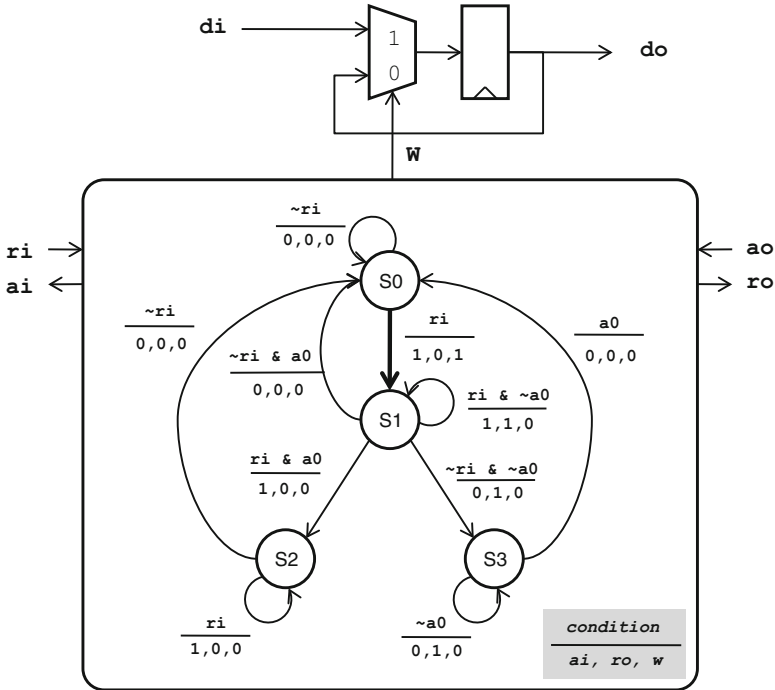 di
1
0
do
W
ri
ai
ao
ro
~ri
0,0,0
S0
~ri
0,0,0
~ri & a0
0,0,0
ri
1,0,1
a0
0,0,0
S1
ri & ~a0
1,1,0
ri & a0
1,0,0
~ri & ~a0
0,1,0
S2
S3
ri
1,0,0
~a0
0,1,0
condition
ai, ro, w